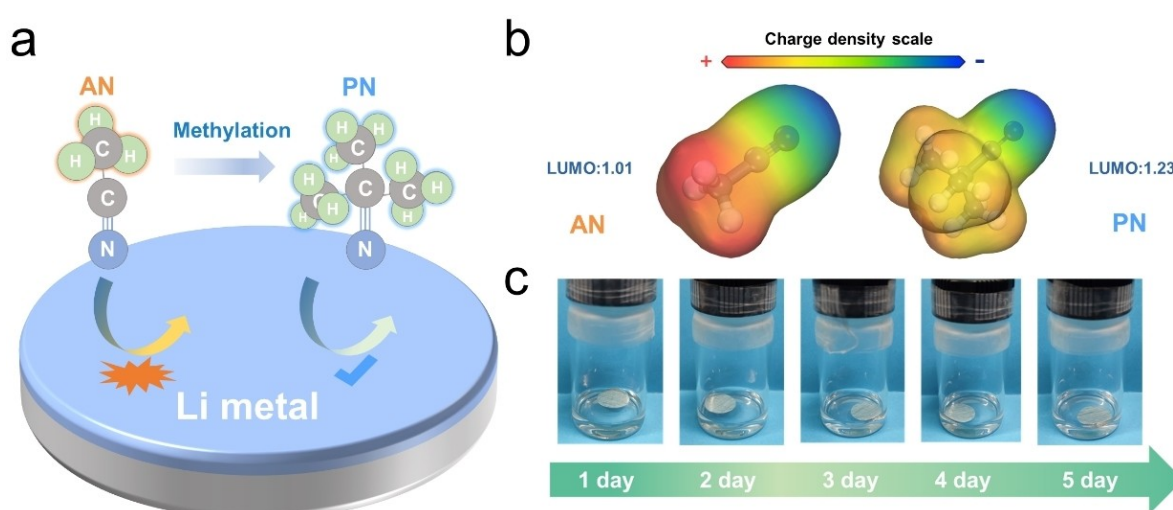 a
AN
PN
H
H
H
C
C
N
Methylation
H
H
H
C
H
H
C
C
C
H
H
H
H
H
N
Li metal
b
Charge density scale
+
-
LUMO:1.01
LUMO:1.23
AN
PN
c
1 day
2 day
3 day
4 day
5 day